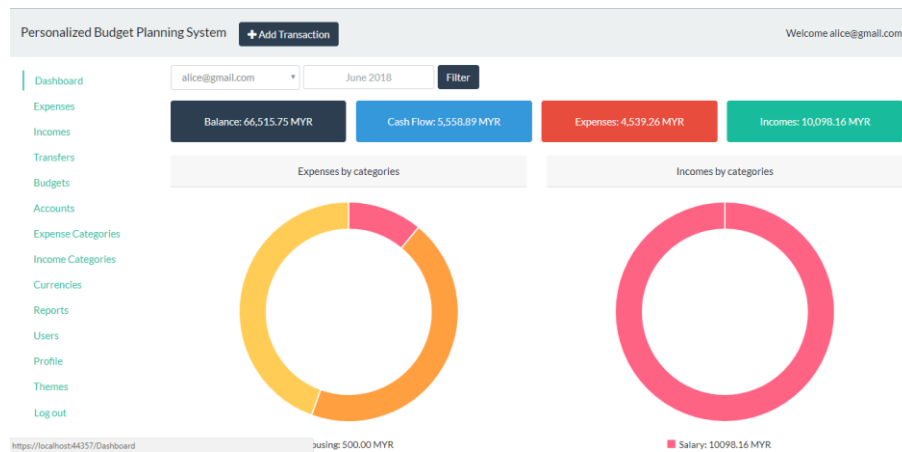 Personalized Budget Planning System
Add Transaction
Welcome alice@gmail.com
Dashboard
Expenses
Incomes
Transfers
Budgets
Accounts
Expense Categories
Income Categories
Currencies
Reports
Users
Profile
Themes
Log out
alice@gmail.com
June 2018
Filter
Balance: 66,515.75 MYR
Cash Flow: 5,558.89 MYR
Expenses: 4,539.26 MYR
Incomes: 10,098.16 MYR
Expenses by categories
Incomes by categories
500.00 MYR
Salary: 10098.16 MYR
https://localhost:44357/Dashboard